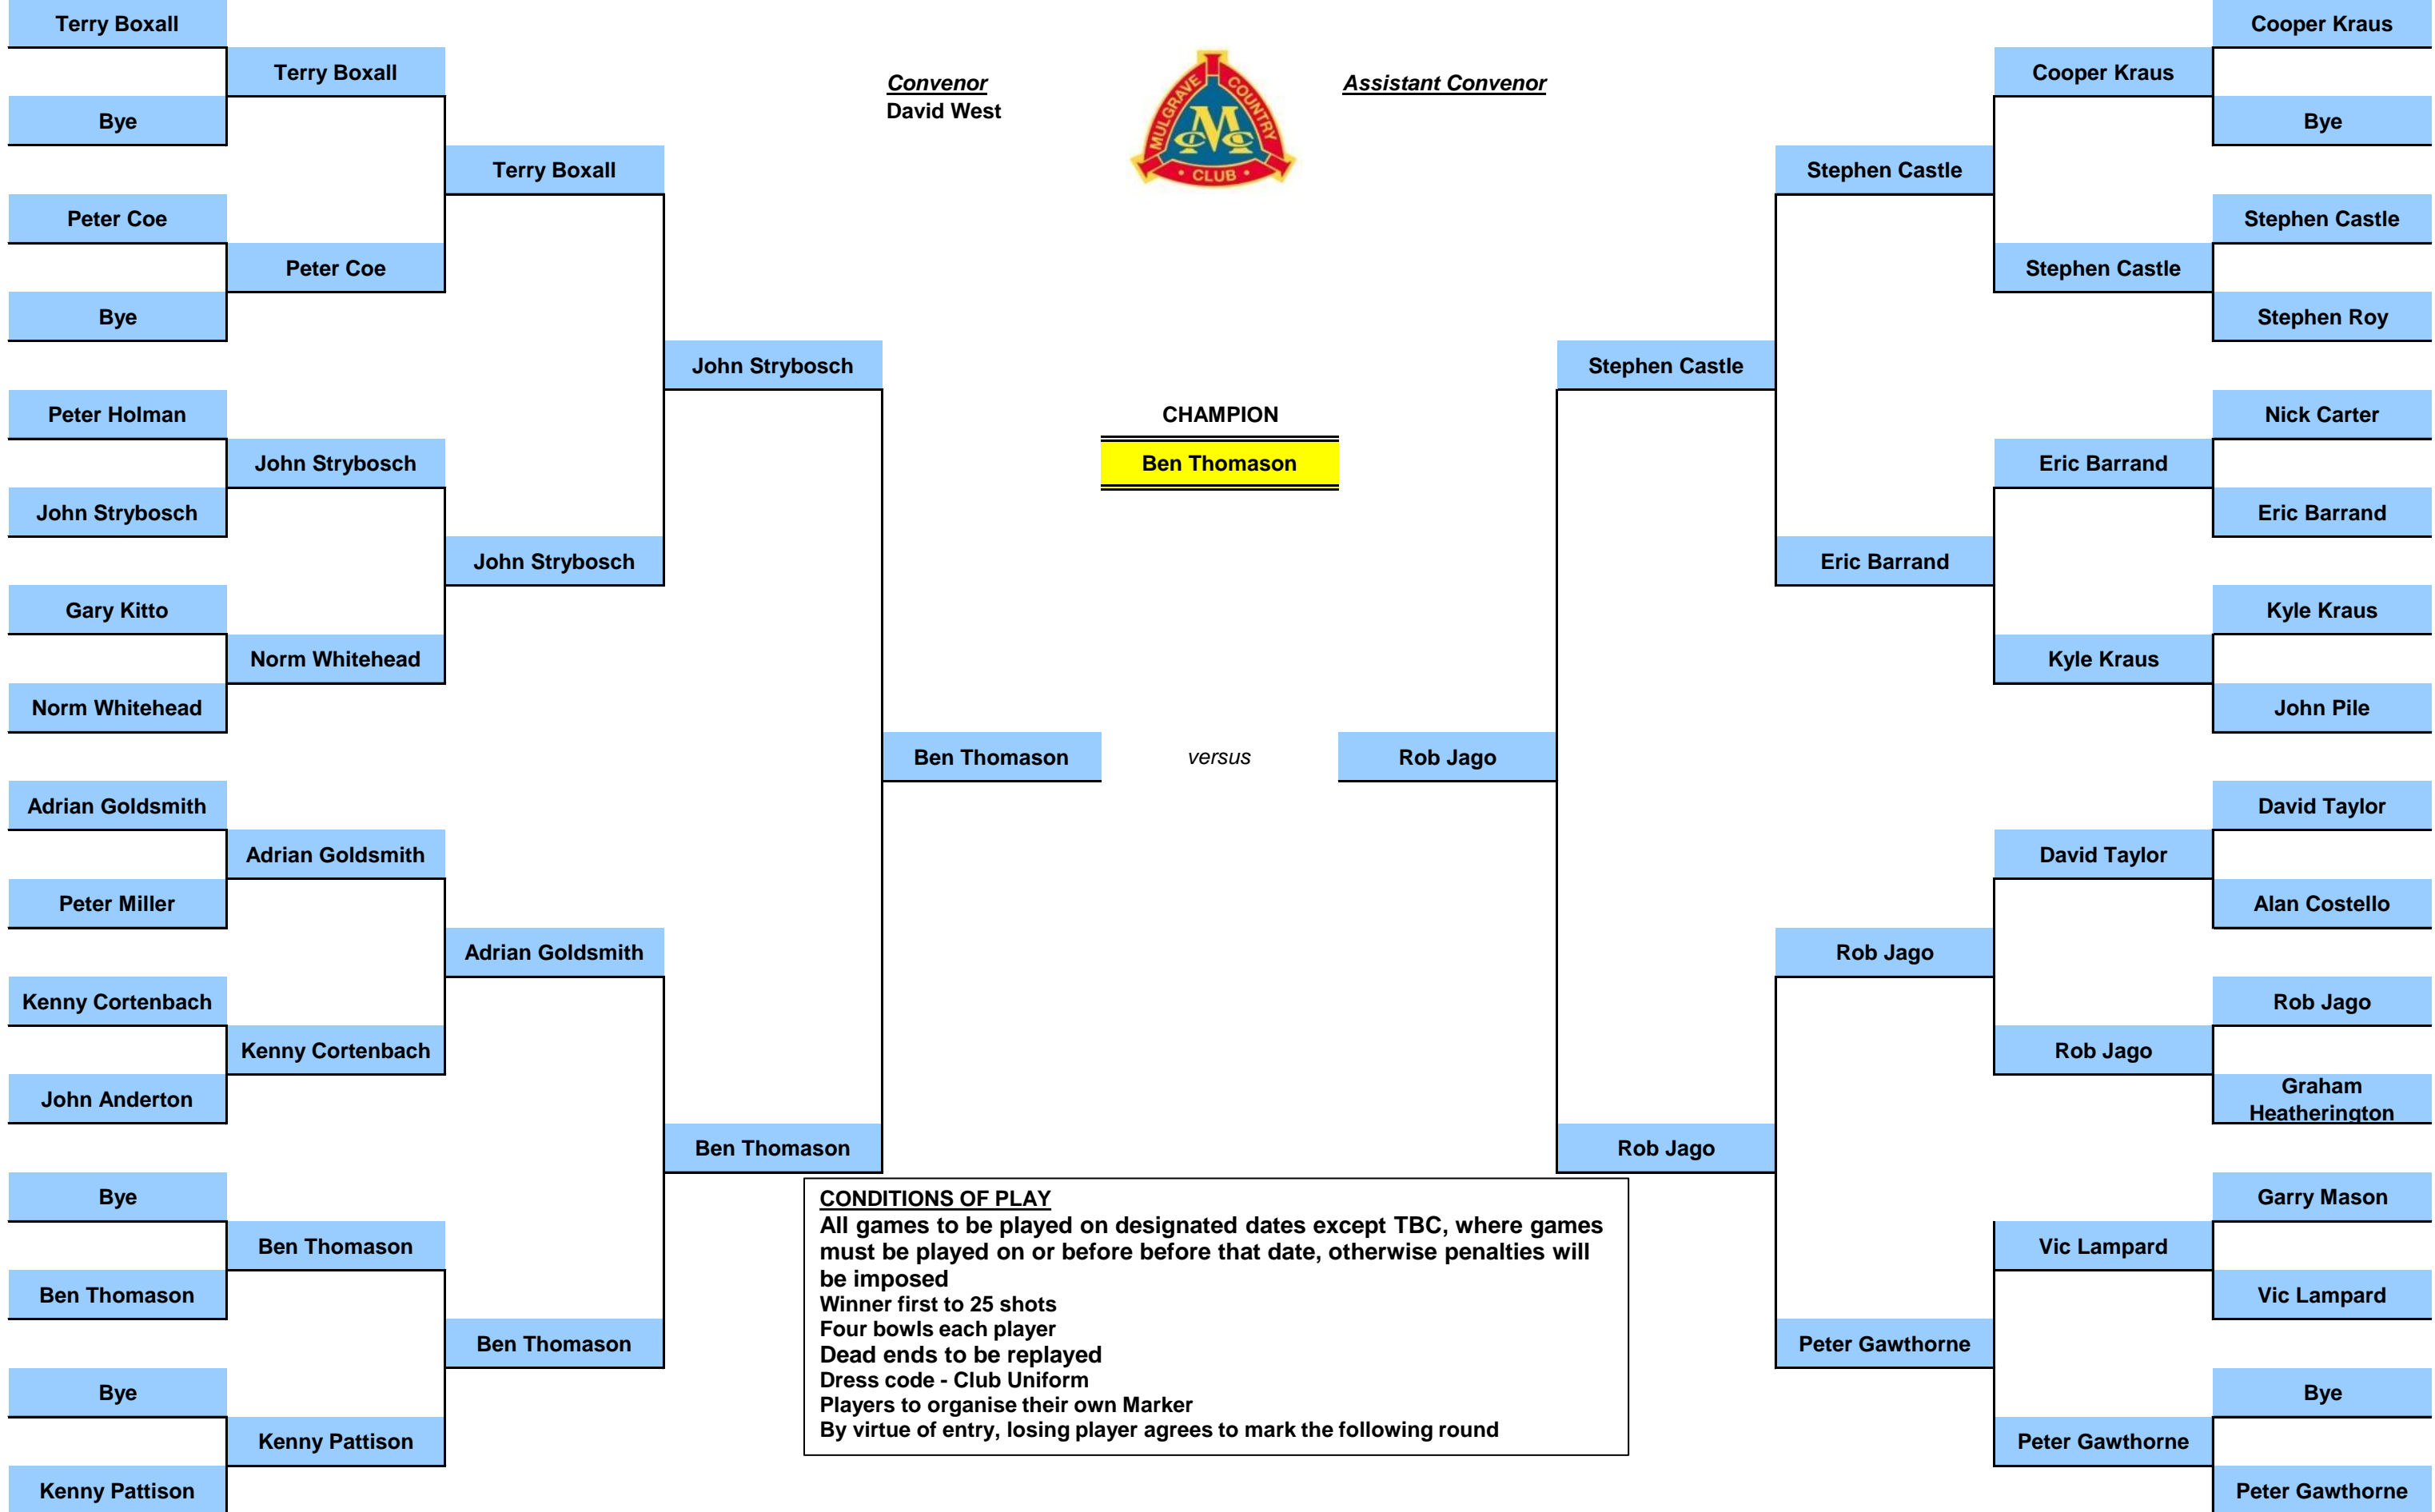 Terry Boxall
Bye
Peter Coe
Bye
Peter Holman
John Strybosch
Gary Kitto
Norm Whitehead
Adrian Goldsmith
Peter Miller
Kenny Cortenbach
John Anderton
Bye
Ben Thomason
Bye
Kenny Pattison
Terry Boxall
Peter Coe
John Strybosch
Norm Whitehead
Adrian Goldsmith
Kenny Cortenbach
Ben Thomason
Kenny Pattison
Terry Boxall
John Strybosch
Adrian Goldsmith
Ben Thomason
John Strybosch
Ben Thomason
Ben Thomason
Convenor
David West
MULGRAVE COUNTRY
MCC
• CLUB •
Assistant Convenor
CHAMPION
Ben Thomason
versus
Rob Jago
Stephen Castle
Rob Jago
Stephen Castle
Eric Barrand
Rob Jago
Peter Gawthorne
Cooper Kraus
Stephen Castle
Eric Barrand
Kyle Kraus
David Taylor
Rob Jago
Vic Lampard
Peter Gawthorne
Cooper Kraus
Bye
Stephen Castle
Stephen Roy
Nick Carter
Eric Barrand
Kyle Kraus
John Pile
David Taylor
Alan Costello
Rob Jago
Graham
Heatherington
Garry Mason
Vic Lampard
Bye
Peter Gawthorne
CONDITIONS OF PLAY
All games to be played on designated dates except TBC, where games
must be played on or before before that date, otherwise penalties will
be imposed
Winner first to 25 shots
Four bowls each player
Dead ends to be replayed
Dress code - Club Uniform
Players to organise their own Marker
By virtue of entry, losing player agrees to mark the following round